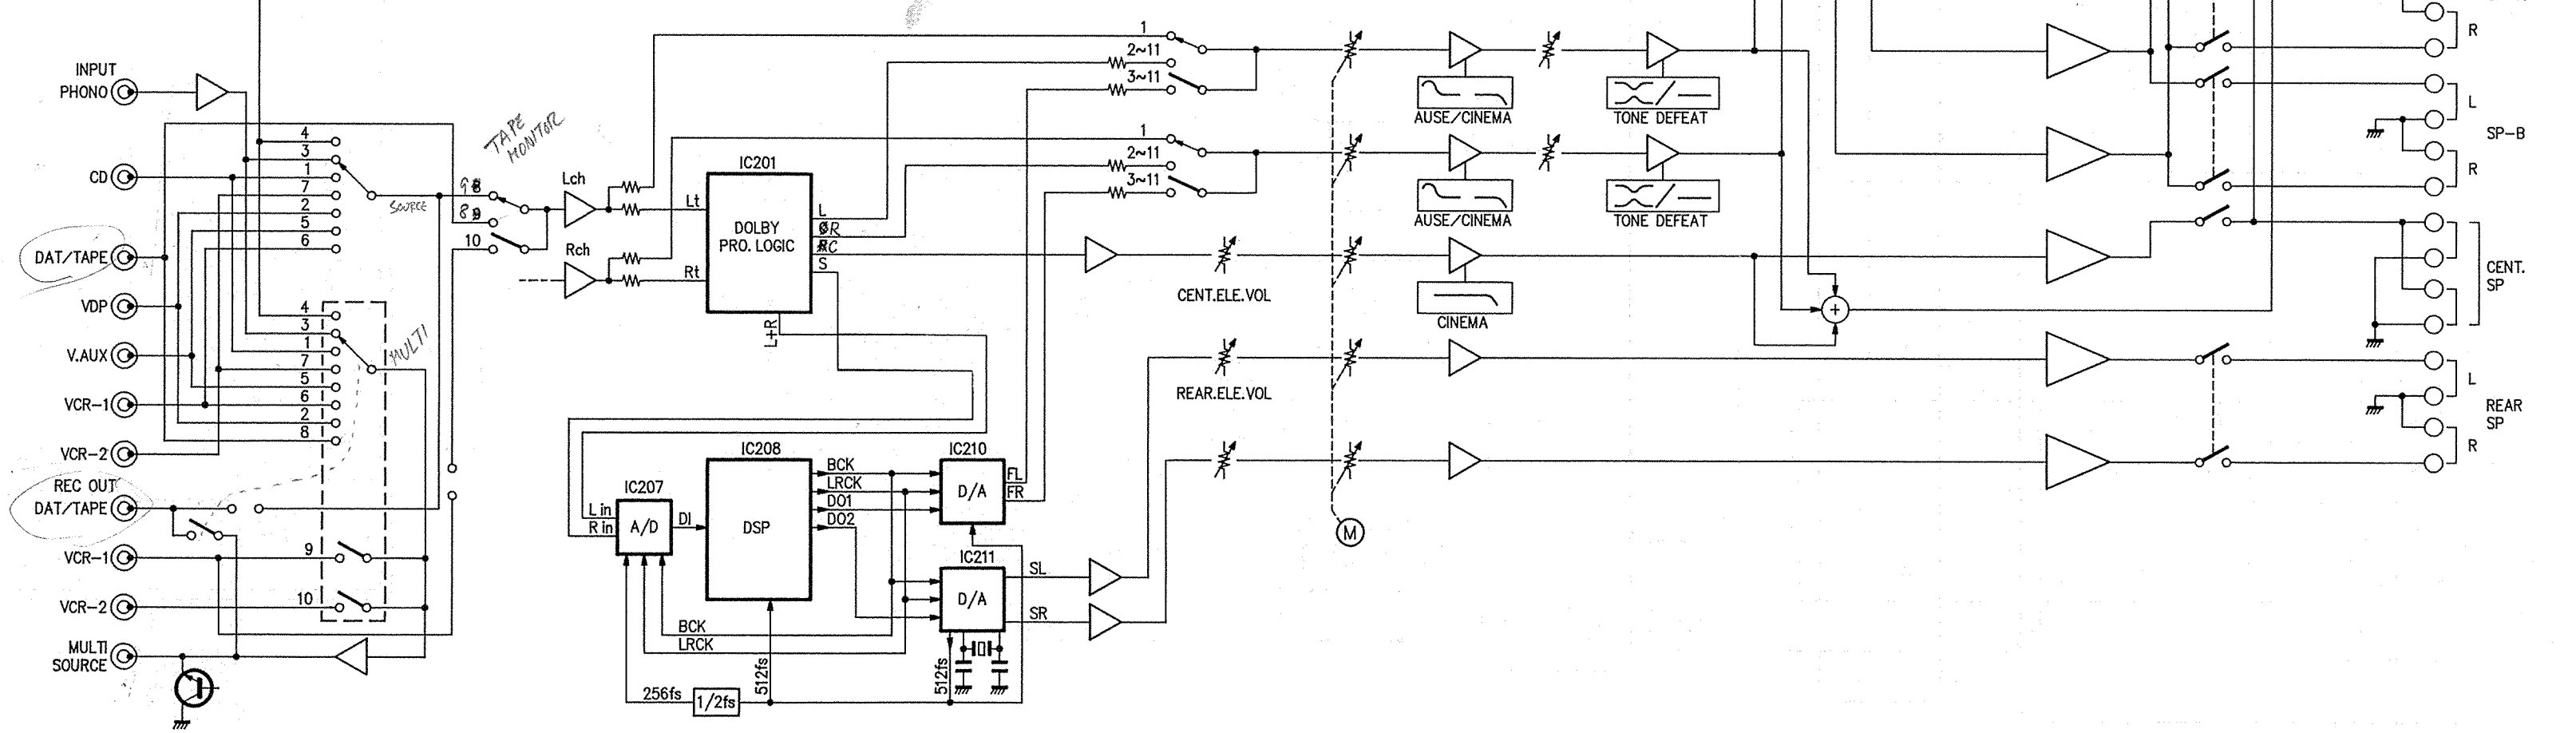 INPUT
PHONO
CD
DAT/TAPE
VDP
V.AUX
VCR-1
VCR-2
REC OUT
DAT/TAPE
VCR-1
VCR-2
MULTI
SOURCE
4
3
1
7
2
5
6
SOURCE
4
3
1
7
5
6
2
8
MULTI
9
10
TAPE
MONITOR
9 8
8 9
10
Lch
Rch
Lt
Rt
IC201
DOLBY
PRO. LOGIC
L
R
C
S
L+R
1
2~11
3~11
1
2~11
3~11
IC207
L in
R in
A/D
DI
IC208
DSP
BCK
LRCK
DO1
DO2
IC210
D/A
FL
FR
IC211
D/A
SL
SR
BCK
LRCK
256fs
1/2fs
512fs
512fs
CENT.ELE.VOL
REAR.ELE.VOL
M
AUSE/CINEMA
TONE DEFEAT
AUSE/CINEMA
TONE DEFEAT
CINEMA
+
R
L
SP-B
R
CENT.
SP
L
REAR
SP
R